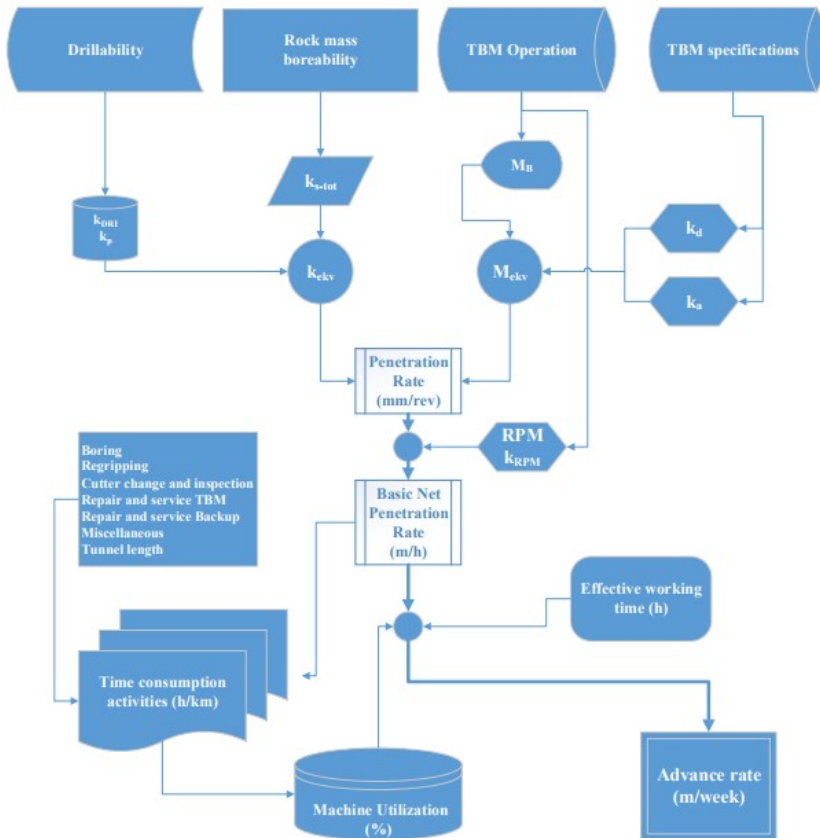 Drillability
Rock mass
boreability
TBM Operation
TBM specifications
k_s-tot
M_B
k_DRI
k_p
k_d
k_ekv
M_ekv
k_a
Penetration
Rate
(mm/rev)
RPM
k_RPM
Boring
Regripping
Cutter change and inspection
Repair and service TBM
Repair and service Backup
Miscellaneous
Tunnel length
Basic Net
Penetration
Rate
(m/h)
Effective working
time (h)
Time consumption
activities (h/km)
Machine Utilization
(%)
Advance rate
(m/week)